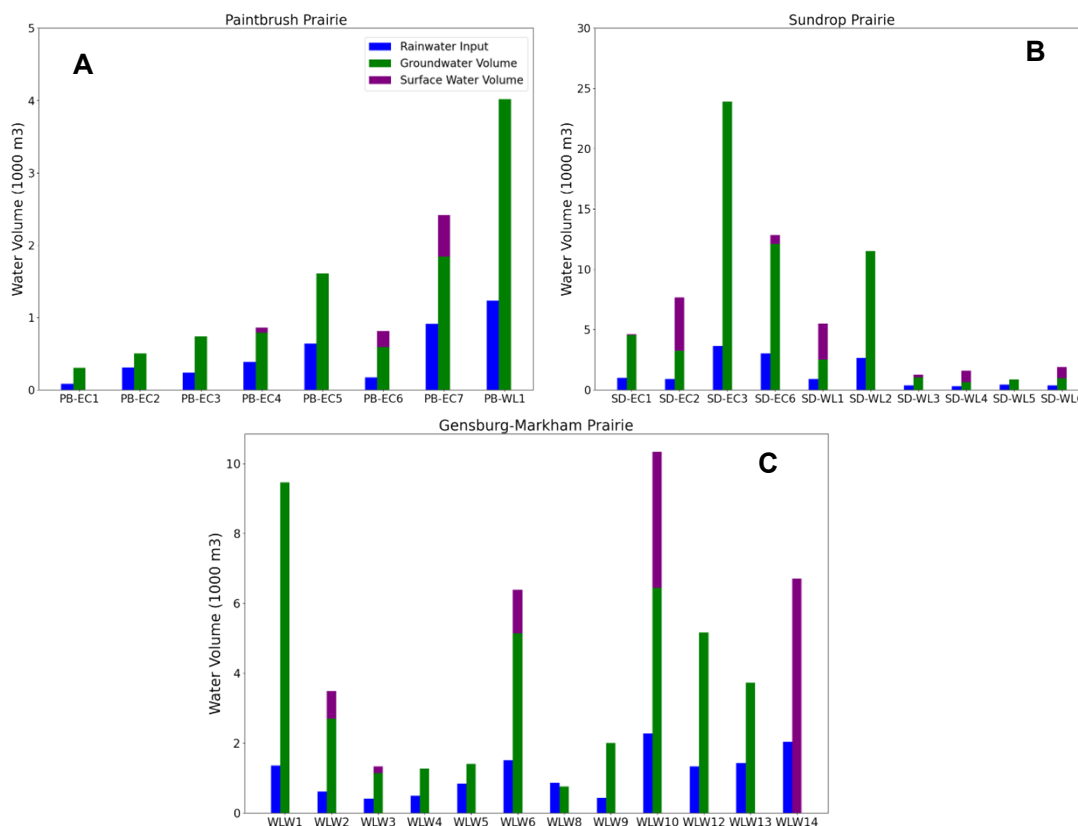 Paintbrush Prairie
A
Rainwater Input
Groundwater Volume
Surface Water Volume
Water Volume (1000 m3)
5
4
3
2
1
0
PB-EC1 PB-EC2 PB-EC3 PB-EC4 PB-EC5 PB-EC6 PB-EC7 PB-WL1
Sundrop Prairie
B
Water Volume (1000 m3)
30
25
20
15
10
5
0
SD-EC1 SD-EC2 SD-EC3 SD-EC6 SD-WL1 SD-WL2 SD-WL3 SD-WL4 SD-WL5 SD-WL6
Gensburg-Markham Prairie
C
Water Volume (1000 m3)
10
8
6
4
2
0
WLW1 WLW2 WLW3 WLW4 WLW5 WLW6 WLW8 WLW9 WLW10 WLW12 WLW13 WLW14